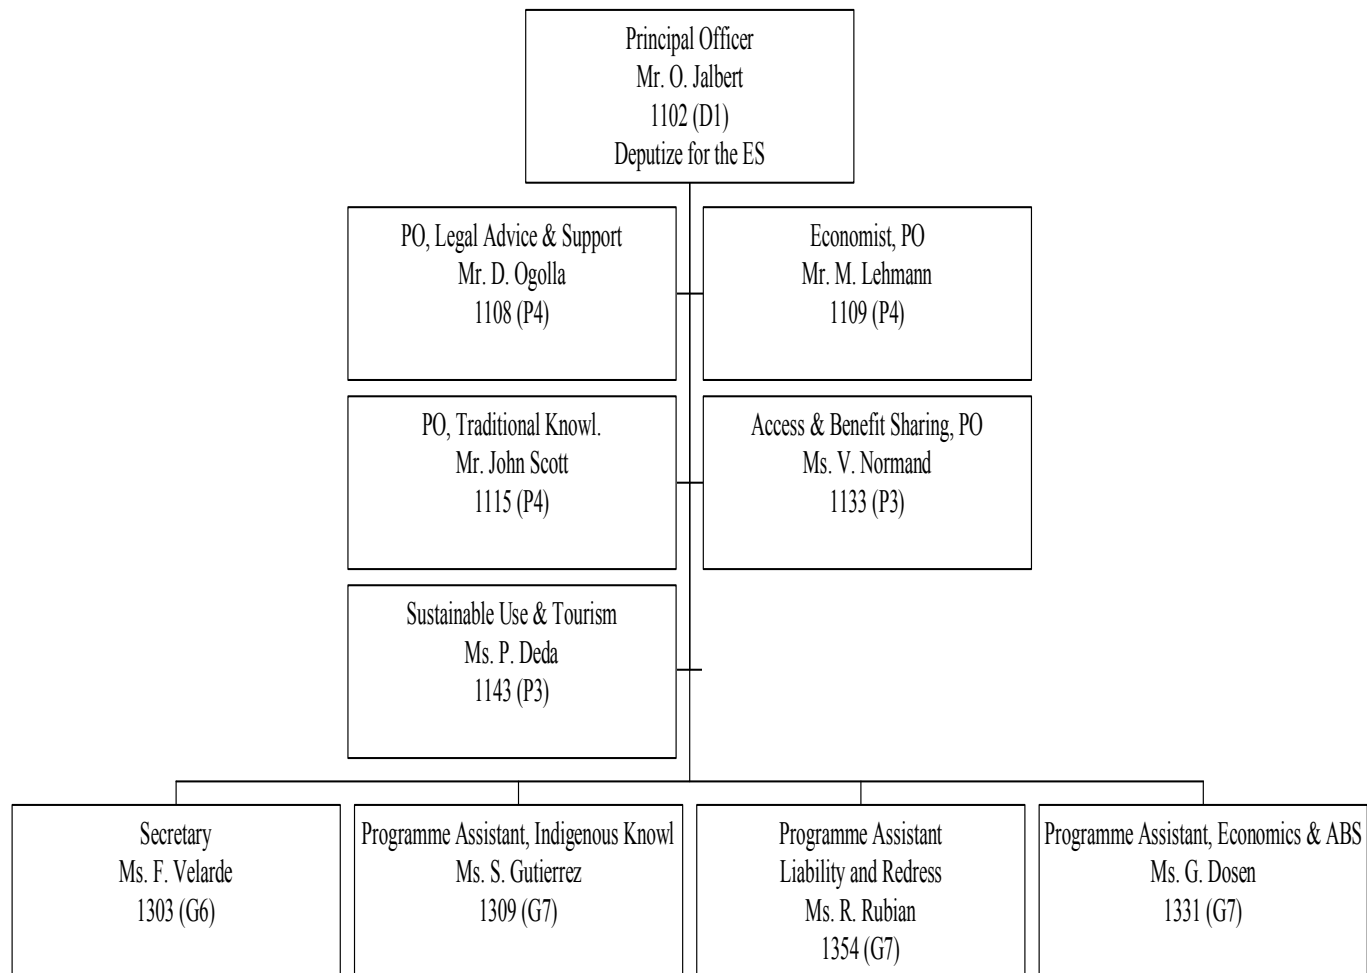 Principal Officer
Mr. O. Jalbert
1102 (D1)
Deputize for the ES
PO, Legal Advice & Support
Mr. D. Ogolla
1108 (P4)
Economist, PO
Mr. M. Lehmann
1109 (P4)
PO, Traditional Knowl.
Mr. John Scott
1115 (P4)
Access & Benefit Sharing, PO
Ms. V. Normand
1133 (P3)
Sustainable Use & Tourism
Ms. P. Deda
1143 (P3)
Secretary
Ms. F. Velarde
1303 (G6)
Programme Assistant, Indigenous Knowl
Ms. S. Gutierrez
1309 (G7)
Programme Assistant
Liability and Redress
Ms. R. Rubian
1354 (G7)
Programme Assistant, Economics & ABS
Ms. G. Dosen
1331 (G7)